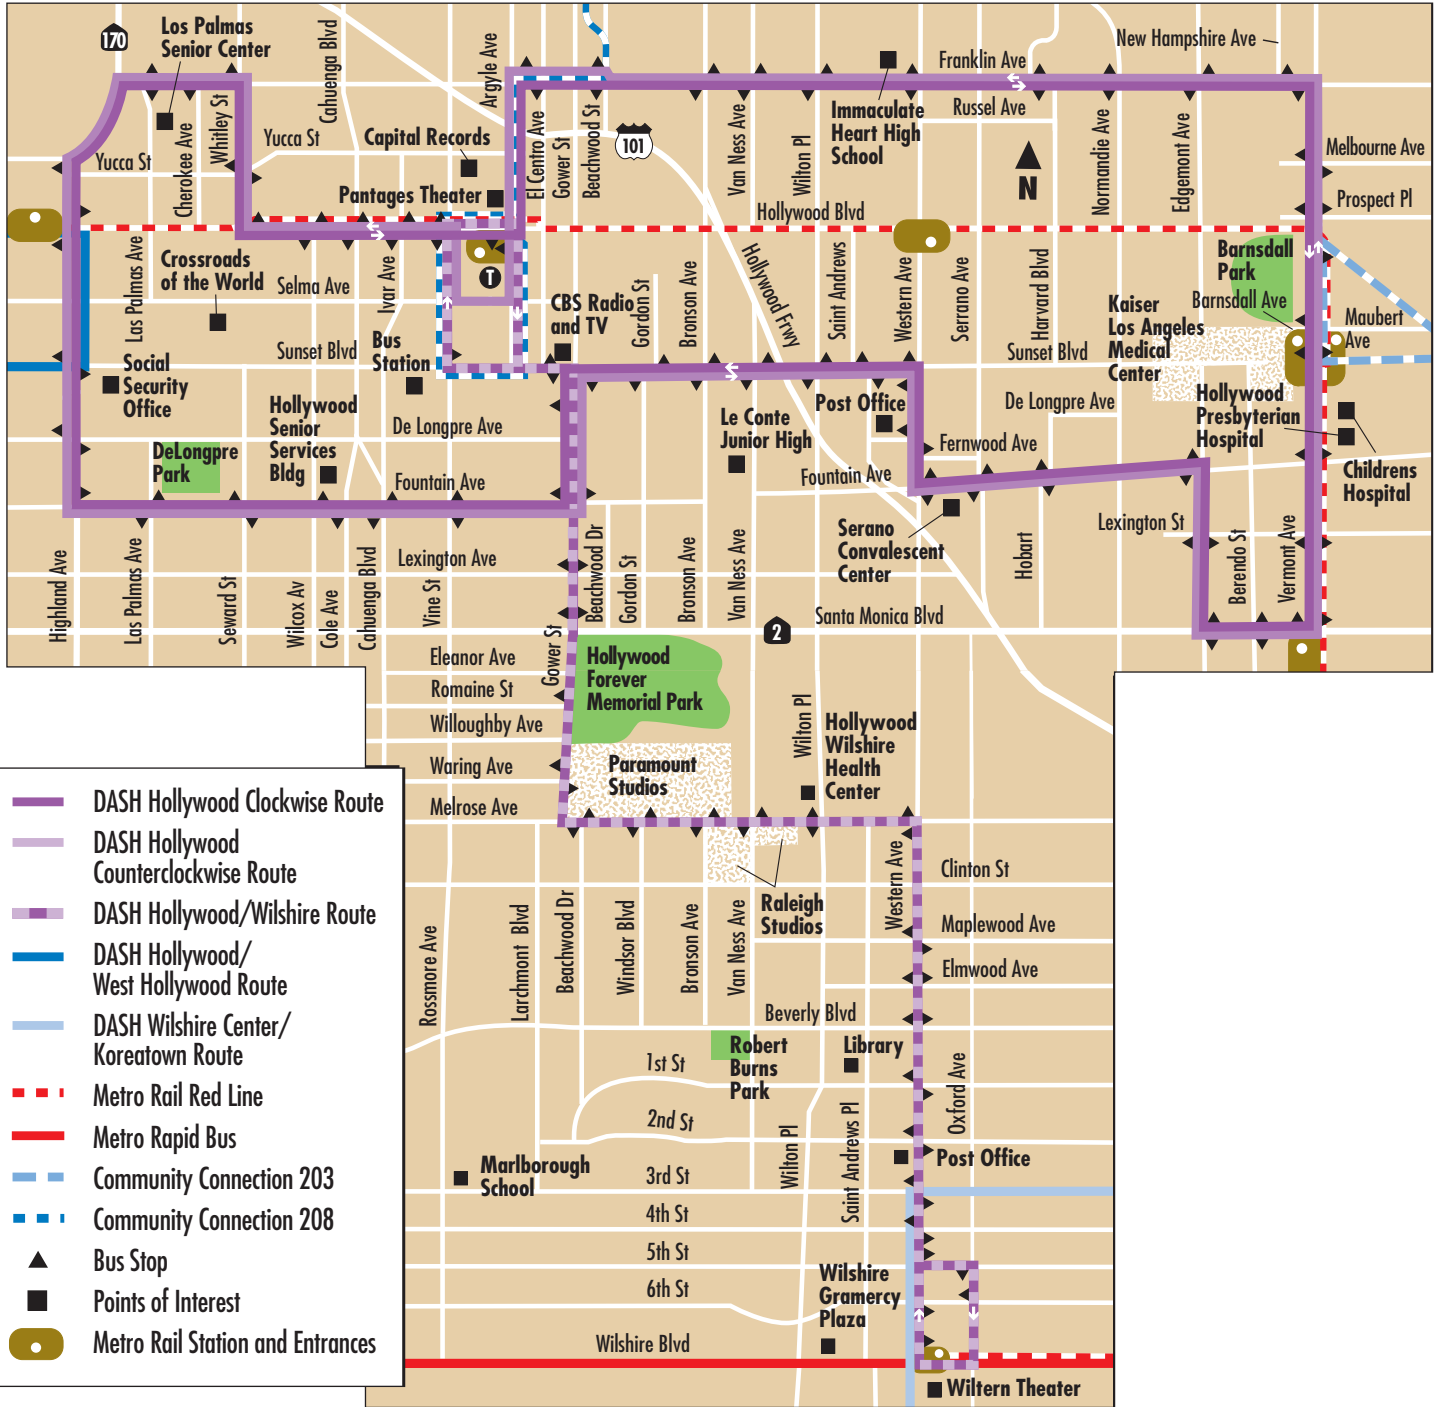 170
Los Palmas
Senior Center
Cahuenga Blvd
Argyle Ave
New Hampshire Ave
Franklin Ave
Russel Ave
Immaculate
Heart High
School
N
101
Capital Records
Yucca St
Yucca St
Cherokee Ave
Whitley St
Pantages Theater
El Centro Ave
Gower St
Beachwood St
Van Ness Ave
Wilton Pl
Normandie Ave
Edgemont Ave
Melbourne Ave
Prospect Pl
Hollywood Blvd
Barnsdall
Park
Barnsdall Ave
Crossroads
of the World
Las Palmas Ave
Selma Ave
Ivar Ave
T
CBS Radio
and TV
Gordon St
Bronson Ave
Hollywood Frwy
Saint Andrews
Western Ave
Serrano Ave
Harvard Blvd
Kaiser
Los Angeles
Medical
Center
Maubert
Ave
Sunset Blvd
Bus
Station
Sunset Blvd
Social
Security
Office
Hollywood
Senior
Services
Bldg
De Longpre Ave
Le Conte
Junior High
Post Office
De Longpre Ave
Hollywood
Presbyterian
Hospital
Fernwood Ave
DeLongpre
Park
Fountain Ave
Fountain Ave
Childrens
Hospital
Serano
Convalescent
Center
Lexington St
Highland Ave
Las Palmas Ave
Seward St
Wilcox Av
Cole Ave
Cahuenga Blvd
Lexington Ave
Vine St
Beachwood Dr
Gordon St
Bronson Ave
Van Ness Ave
Hobart
Berendo St
Vermont Ave
2
Santa Monica Blvd
Eleanor Ave
Romaine St
Willoughby Ave
Waring Ave
Melrose Ave
Gower St
Hollywood
Forever
Memorial Park
Wilton Pl
Hollywood
Wilshire
Health
Center
Paramount
Studios
Clinton St
Raleigh
Studios
Western Ave
Maplewood Ave
Elmwood Ave
Rossmore Ave
Larchmont Blvd
Beachwood Dr
Windsor Blvd
Bronson Ave
Van Ness Ave
Beverly Blvd
Robert
Burns
Park
Library
1st St
Oxford Ave
2nd St
Wilton Pl
Saint Andrews Pl
Post Office
Marlborough
School
3rd St
4th St
5th St
6th St
Wilshire
Gramercy
Plaza
Wilshire Blvd
Wiltern Theater
DASH Hollywood Clockwise Route
DASH Hollywood
Counterclockwise Route
DASH Hollywood/Wilshire Route
DASH Hollywood/
West Hollywood Route
DASH Wilshire Center/
Koreatown Route
Metro Rail Red Line
Metro Rapid Bus
Community Connection 203
Community Connection 208
Bus Stop
Points of Interest
Metro Rail Station and Entrances